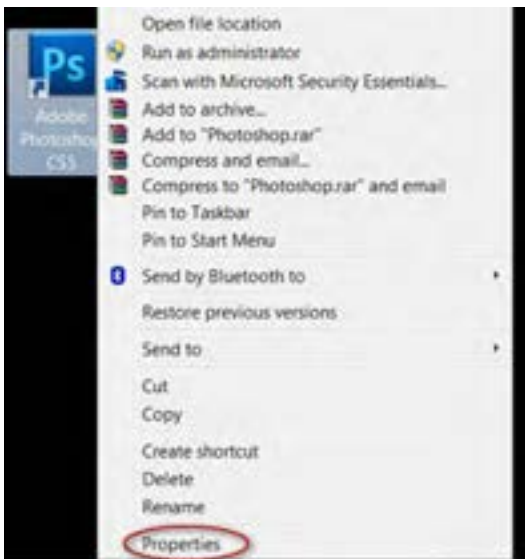 Ps
Adobe
Photoshop
CS5
Open file location
Run as administrator
Scan with Microsoft Security Essentials...
Add to archive...
Add to "Photoshop.rar"
Compress and email...
Compress to "Photoshop.rar" and email
Pin to Taskbar
Pin to Start Menu
Send by Bluetooth to
Restore previous versions
Send to
Cut
Copy
Create shortcut
Delete
Rename
Properties